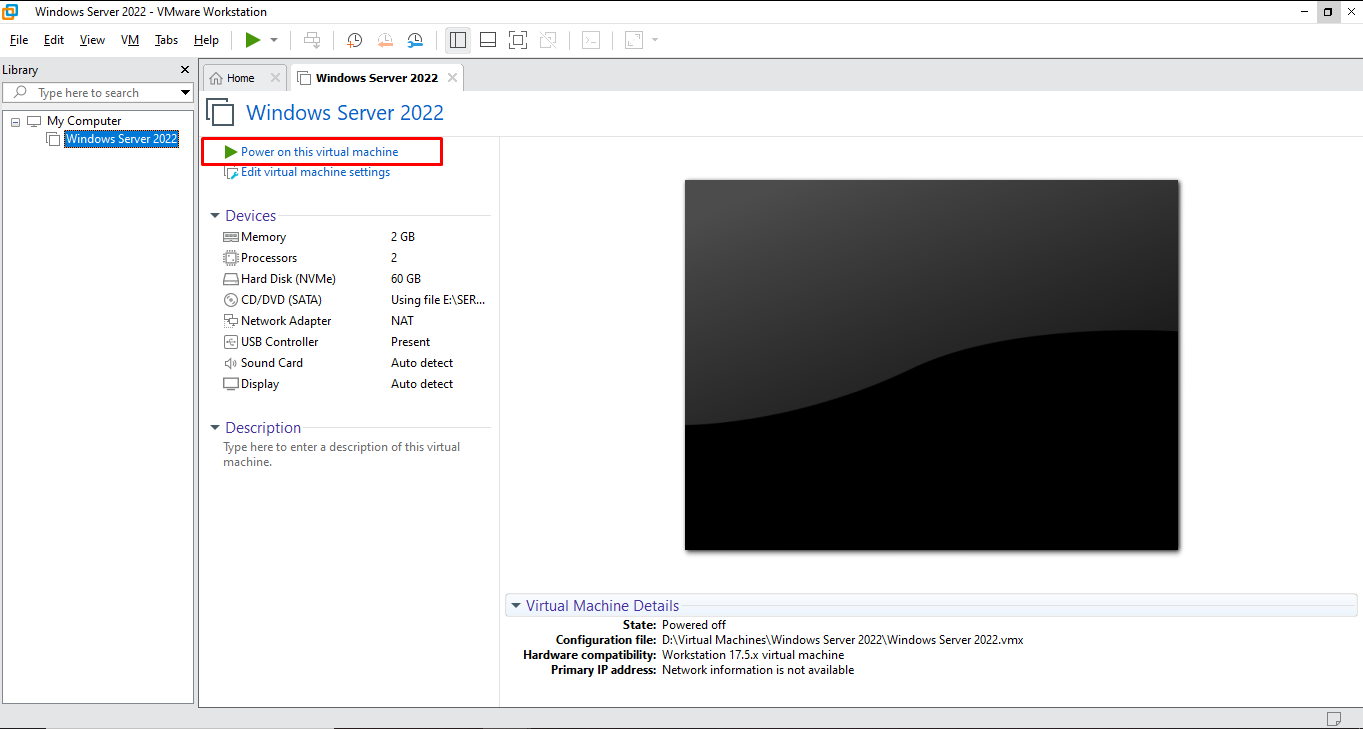 Windows Server 2022 - VMware Workstation
File Edit View VM Tabs Help
Library
Type here to search
My Computer
Windows Server 2022
Home
Windows Server 2022
Windows Server 2022
Power on this virtual machine
Edit virtual machine settings
Devices
Memory 2 GB
Processors 2
Hard Disk (NVMe) 60 GB
CD/DVD (SATA) Using file E:\SER...
Network Adapter NAT
USB Controller Present
Sound Card Auto detect
Display Auto detect
Description
Type here to enter a description of this virtual
machine.
Virtual Machine Details
State: Powered off
Configuration file: D:\Virtual Machines\Windows Server 2022\Windows Server 2022.vmx
Hardware compatibility: Workstation 17.5.x virtual machine
Primary IP address: Network information is not available